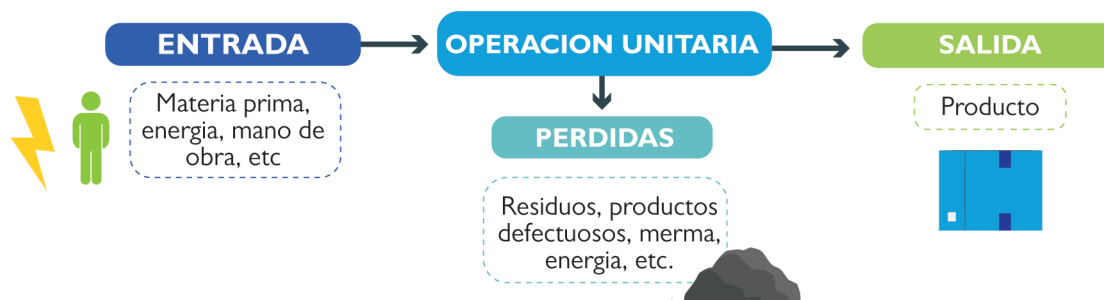 ENTRADA
OPERACION UNITARIA
SALIDA
Materia prima,
energia, mano de
obra, etc
Producto
PERDIDAS
Residuos, productos
defectuosos, merma,
energia, etc.